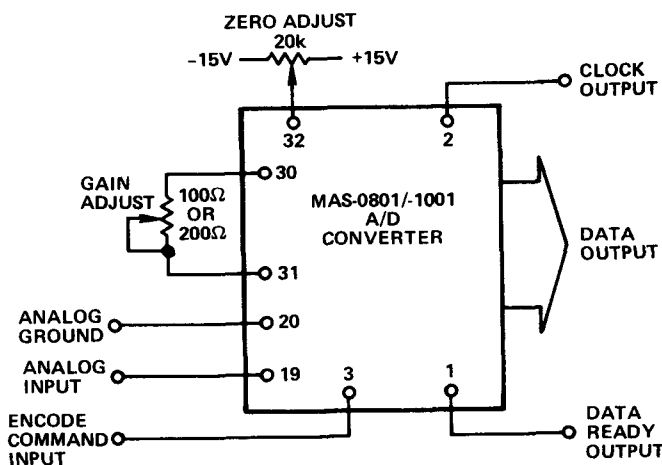 ZERO ADJUST
20k
–15V
+15V
CLOCK
OUTPUT
32
2
30
GAIN
ADJUST
100Ω
OR
200Ω
MAS-0801/-1001
A/D
CONVERTER
DATA
OUTPUT
31
ANALOG
GROUND
20
ANALOG
INPUT
19
3
1
ENCODE
COMMAND
INPUT
DATA
READY
OUTPUT